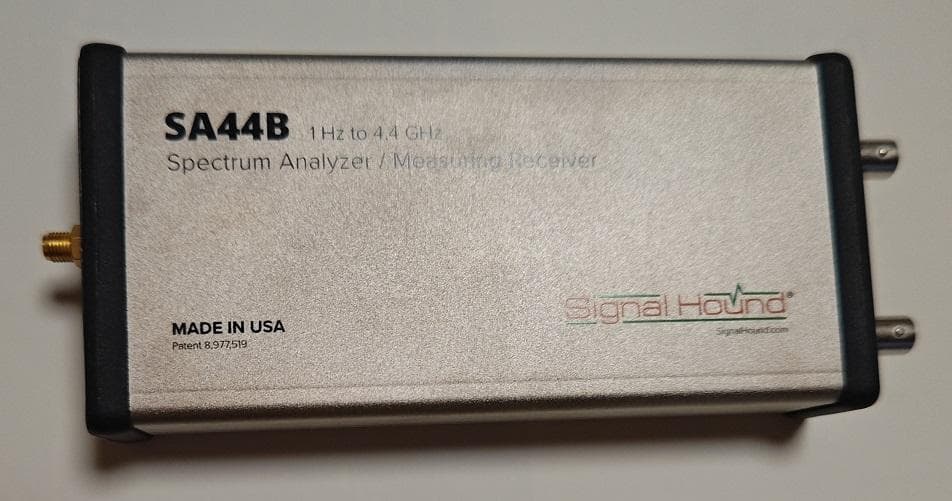 SA44B 1 Hz to 4.4 GHz
Spectrum Analyzer / Measuring Receiver
Signal Hound®
SignalHound.com
MADE IN USA
Patent 8,977,519